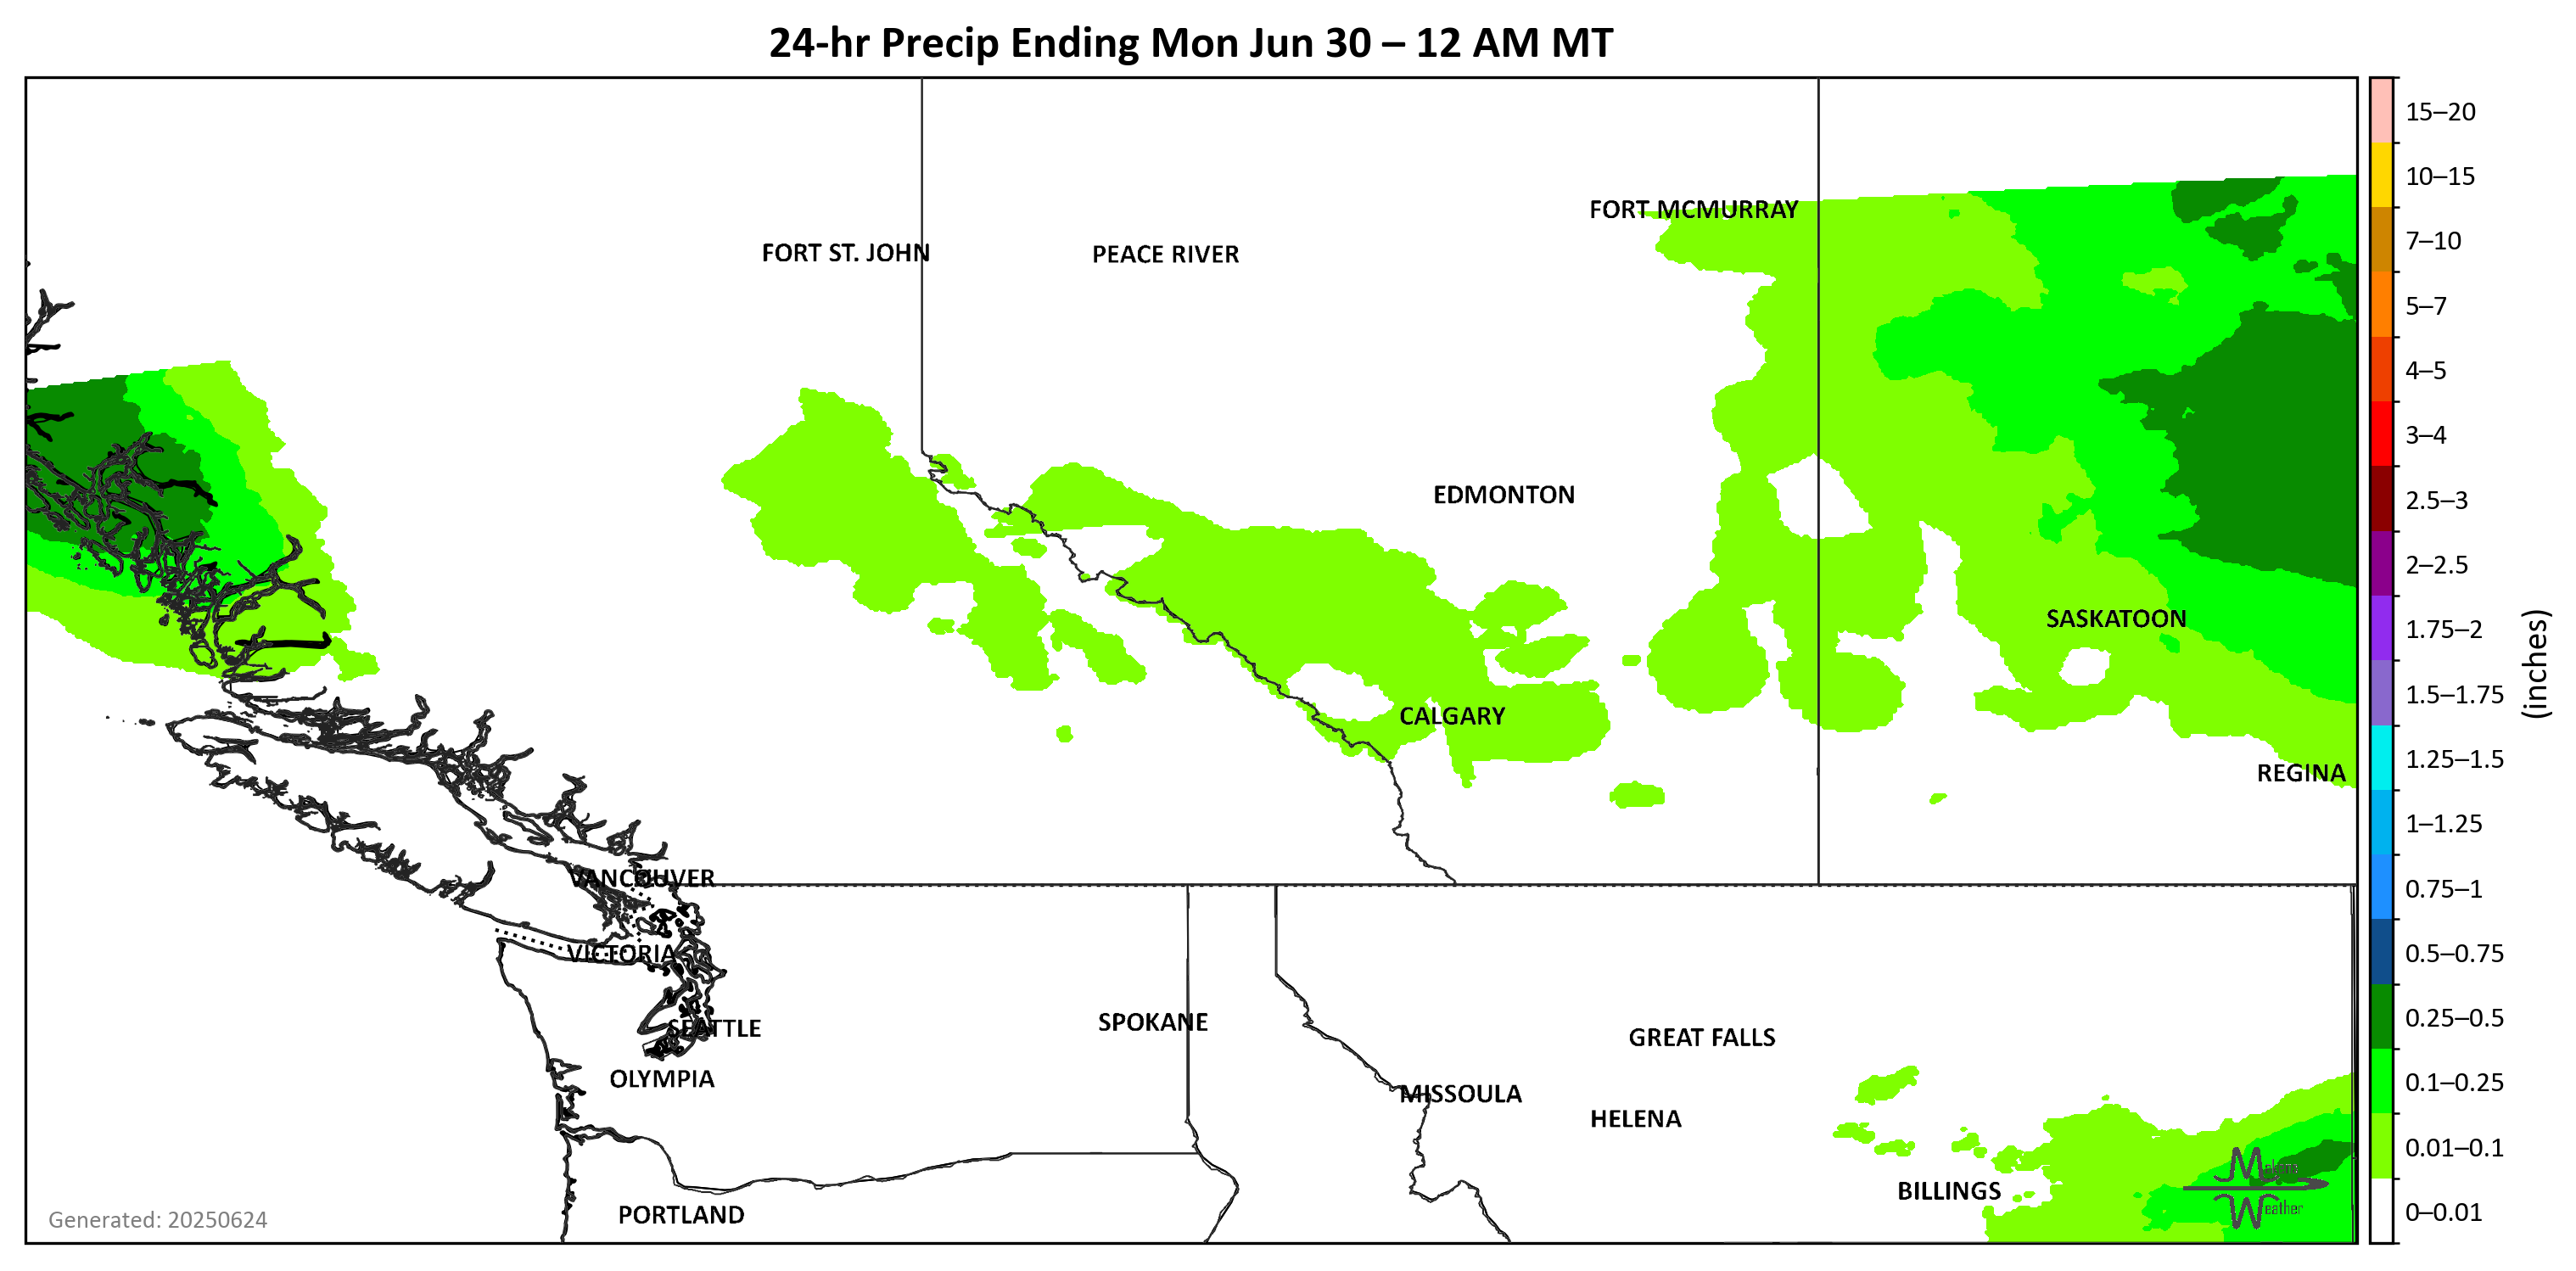 24-hr Precip Ending Mon Jun 30 – 12 AM MT
15–20
10–15
7–10
5–7
4–5
3–4
2.5–3
2–2.5
1.75–2
1.5–1.75
1.25–1.5
1–1.25
0.75–1
0.5–0.75
0.25–0.5
0.1–0.25
0.01–0.1
0–0.01
(inches)
FORT MCMURRAY
FORT ST. JOHN
PEACE RIVER
EDMONTON
SASKATOON
CALGARY
REGINA
VANCOUVER
VICTORIA
SPOKANE
SEATTLE
GREAT FALLS
OLYMPIA
MISSOULA
HELENA
BILLINGS
PORTLAND
Weather
Generated: 20250624